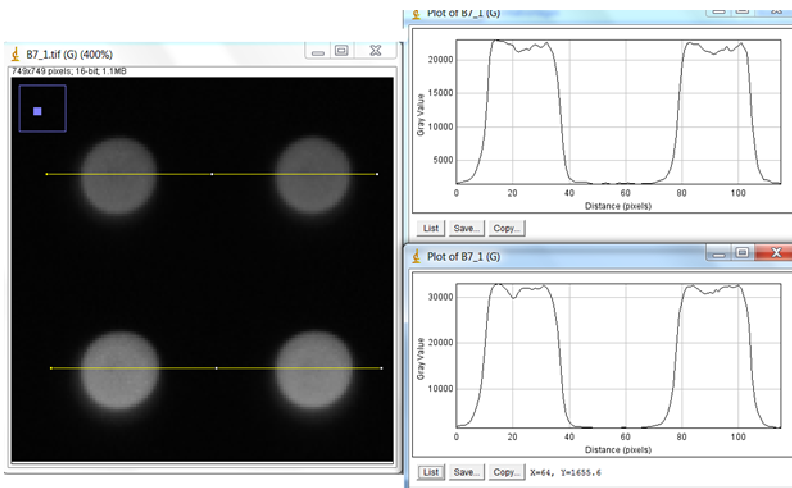 B7_1.tif (G) (400%)
749x749 pixels; 16-bit; 1.1MB
Plot of B7_1 (G)
20000
15000
10000
5000
Gray Value
0 20 40 60 80 100
Distance (pixels)
List Save... Copy...
Plot of B7_1 (G)
30000
20000
10000
Gray Value
0 20 40 60 80 100
Distance (pixels)
List Save... Copy... X=64, Y=1655.6